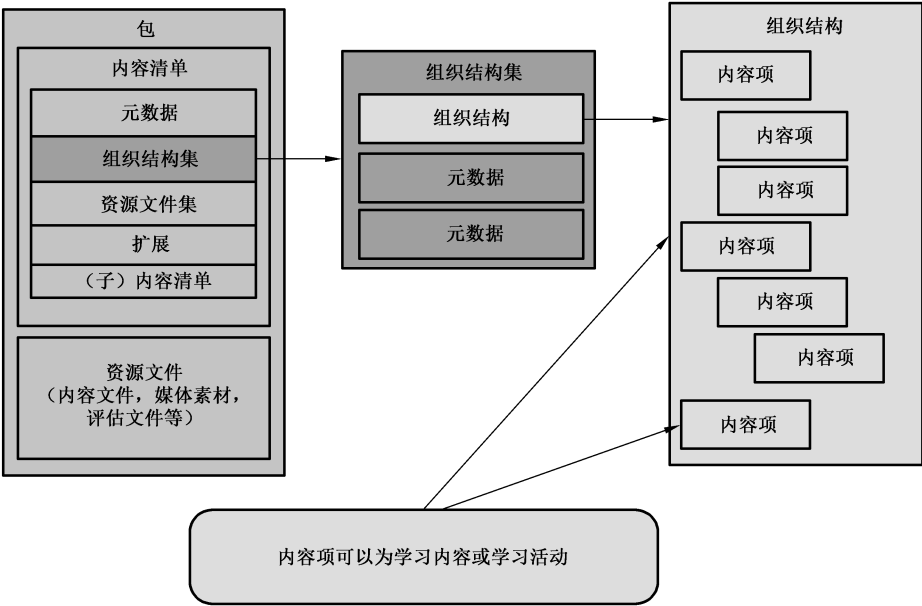 包
内容清单
元数据
组织结构集
资源文件集
扩展
（子）内容清单
资源文件
（内容文件，媒体素材，
评估文件等）
组织结构集
组织结构
元数据
元数据
组织结构
内容项
内容项
内容项
内容项
内容项
内容项
内容项
内容项可以为学习内容或学习活动